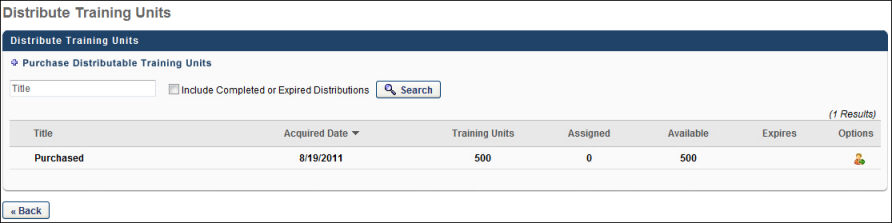 Distribute Training Units
Distribute Training Units
Purchase Distributable Training Units
Title Include Completed or Expired Distributions Search
(1 Results)
Title Acquired Date Training Units Assigned Available Expires Options
Purchased 8/19/2011 500 0 500
« Back